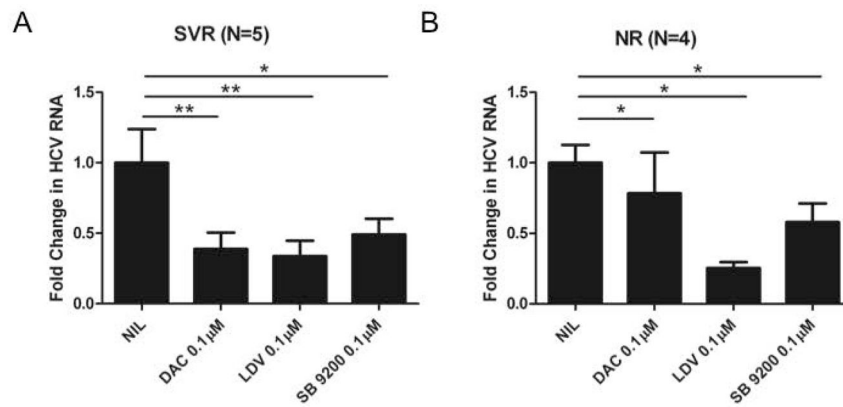 A
SVR (N=5)
*
**
**
Fold Change in HCV RNA
1.5
1.0
0.5
0.0
NIL
DAC 0.1μM
LDV 0.1μM
SB 9200 0.1μM
B
NR (N=4)
*
*
*
Fold Change in HCV RNA
1.5
1.0
0.5
0.0
NIL
DAC 0.1μM
LDV 0.1μM
SB 9200 0.1μM